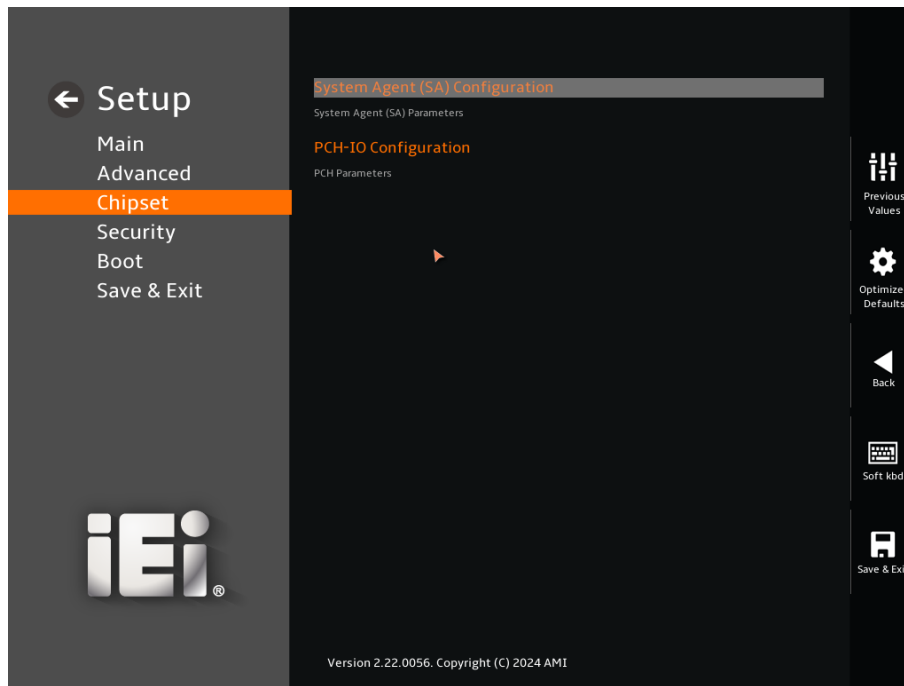 Setup
Main
Advanced
Chipset
Security
Boot
Save & Exit
System Agent (SA) Configuration
System Agent (SA) Parameters
PCH-IO Configuration
PCH Parameters
Previous
Values
Optimize
Defaults
Back
Soft kbd
Save & Exi
iEi®
Version 2.22.0056. Copyright (C) 2024 AMI